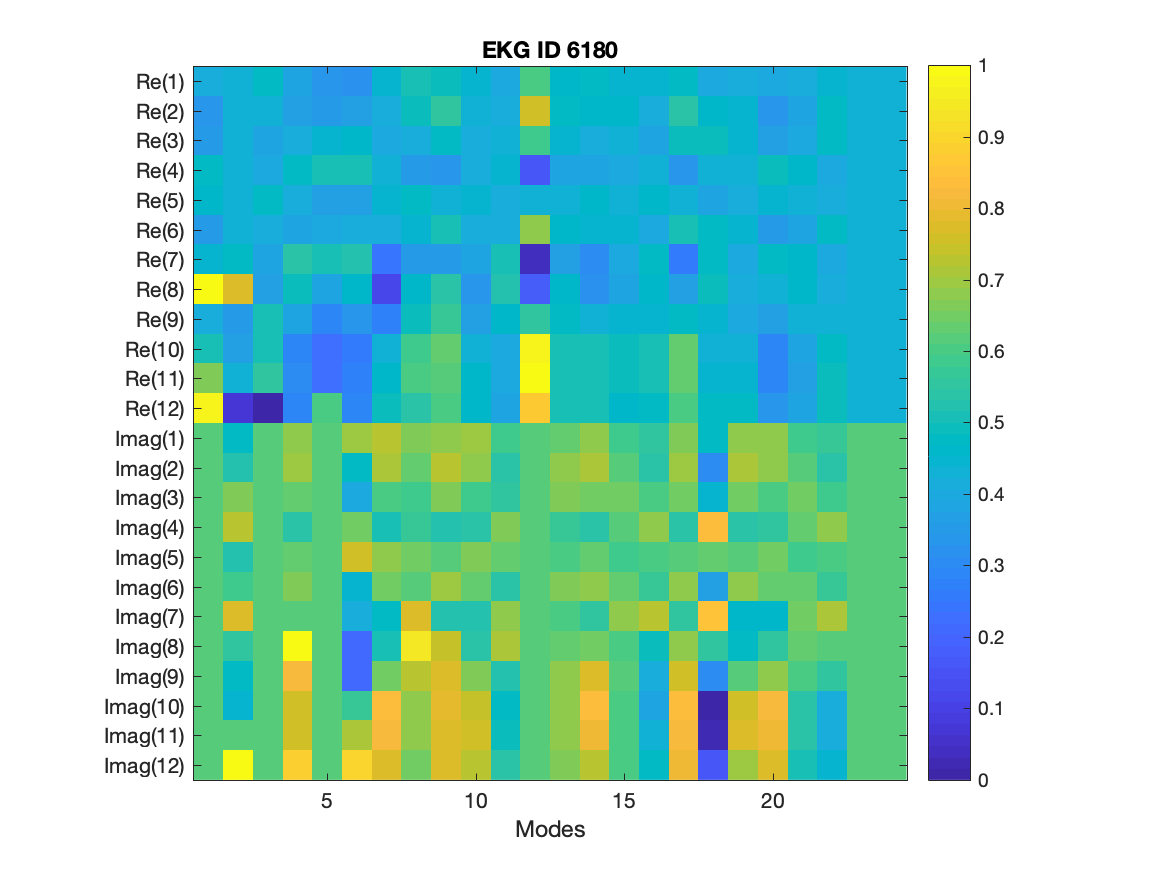 EKG ID 6180
Re(1)
Re(2)
Re(3)
Re(4)
Re(5)
Re(6)
Re(7)
Re(8)
Re(9)
Re(10)
Re(11)
Re(12)
Imag(1)
Imag(2)
Imag(3)
Imag(4)
Imag(5)
Imag(6)
Imag(7)
Imag(8)
Imag(9)
Imag(10)
Imag(11)
Imag(12)
5 10 15 20
Modes
1
0.9
0.8
0.7
0.6
0.5
0.4
0.3
0.2
0.1
0